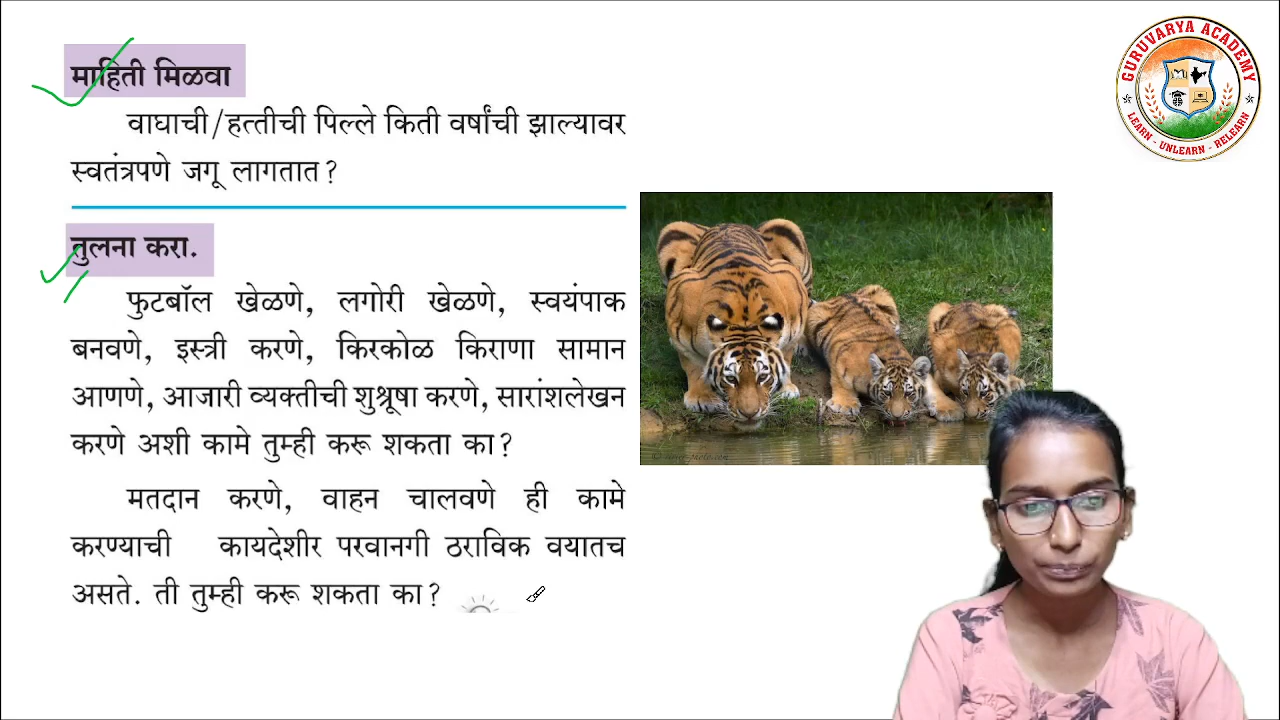 माहिती मिळवा
वाघाची/हत्तीची पिल्ले किती वर्षांची झाल्यावर
स्वतंत्रपणे जगू लागतात?
तुलना करा.
फुटबॉल खेळणे, लगोरी खेळणे, स्वयंपाक
बनवणे, इस्त्री करणे, किरकोळ किराणा सामान
आणणे, आजारी व्यक्तीची शुश्रूषा करणे, सारांशलेखन
करणे अशी कामे तुम्ही करू शकता का?
मतदान करणे, वाहन चालवणे ही कामे
करण्याची कायदेशीर परवानगी ठराविक वयातच
असते. ती तुम्ही करू शकता का?
GURUVARYA ACADEMY
LEARN - UNLEARN - RELEARN